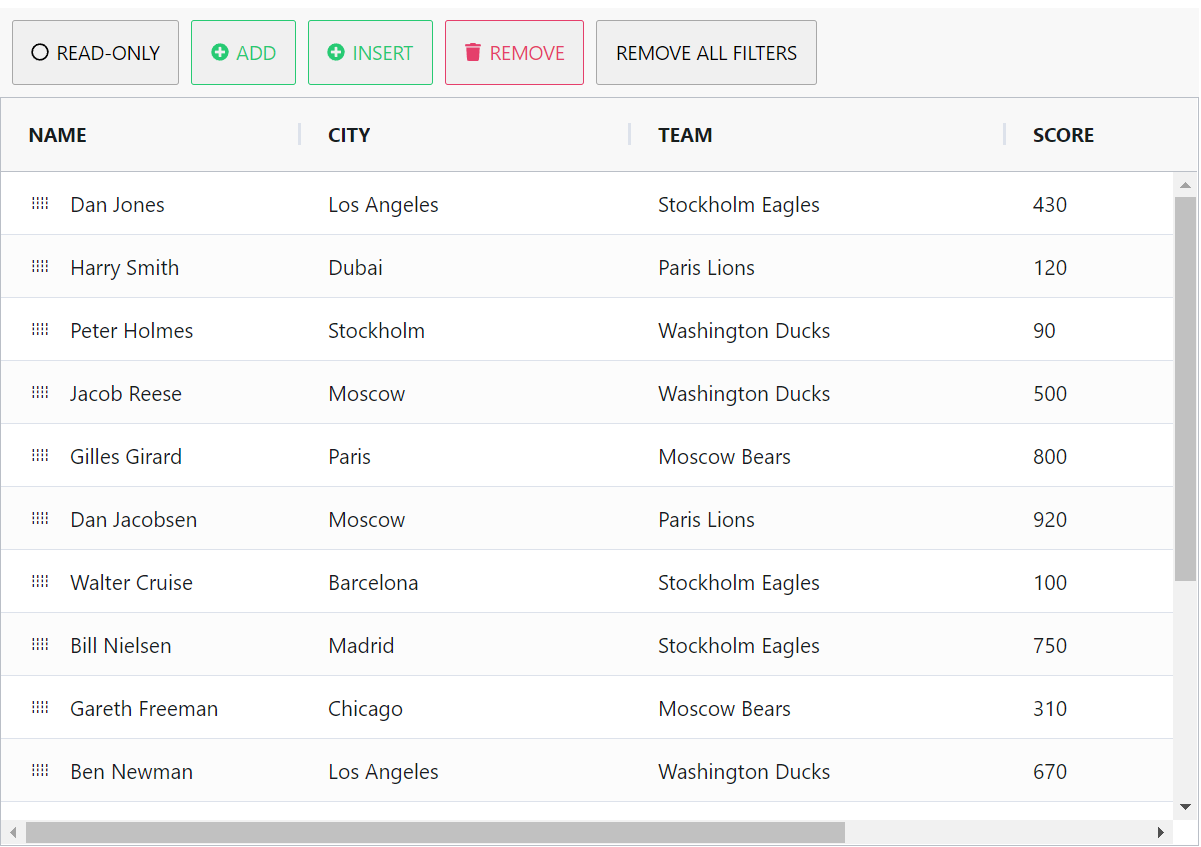 READ-ONLY ADD INSERT REMOVE REMOVE ALL FILTERS
NAME CITY TEAM SCORE
Dan Jones Los Angeles Stockholm Eagles 430
Harry Smith Dubai Paris Lions 120
Peter Holmes Stockholm Washington Ducks 90
Jacob Reese Moscow Washington Ducks 500
Gilles Girard Paris Moscow Bears 800
Dan Jacobsen Moscow Paris Lions 920
Walter Cruise Barcelona Stockholm Eagles 100
Bill Nielsen Madrid Stockholm Eagles 750
Gareth Freeman Chicago Moscow Bears 310
Ben Newman Los Angeles Washington Ducks 670